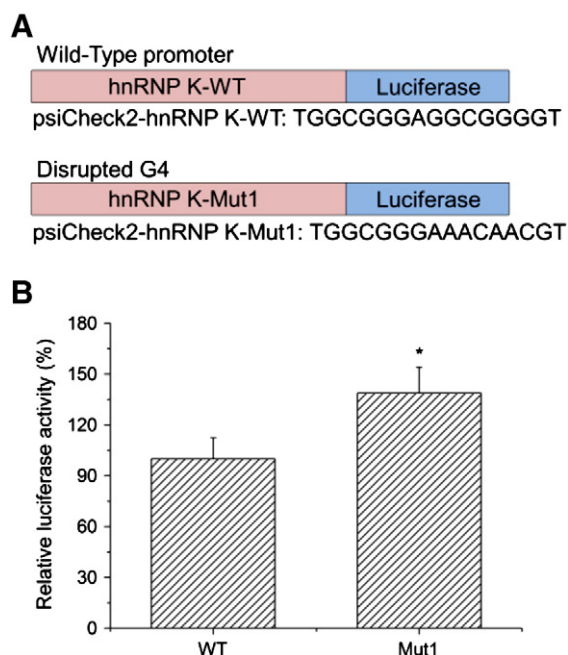 A
Wild-Type promoter
hnRNP K-WT Luciferase
psiCheck2-hnRNP K-WT: TGGCGGGAGGCGGGGT
Disrupted G4
hnRNP K-Mut1 Luciferase
psiCheck2-hnRNP K-Mut1: TGGCGGGAAACAACGT
B
Relative luciferase activity (%)
180
150
120
90
60
30
0
*
WT Mut1